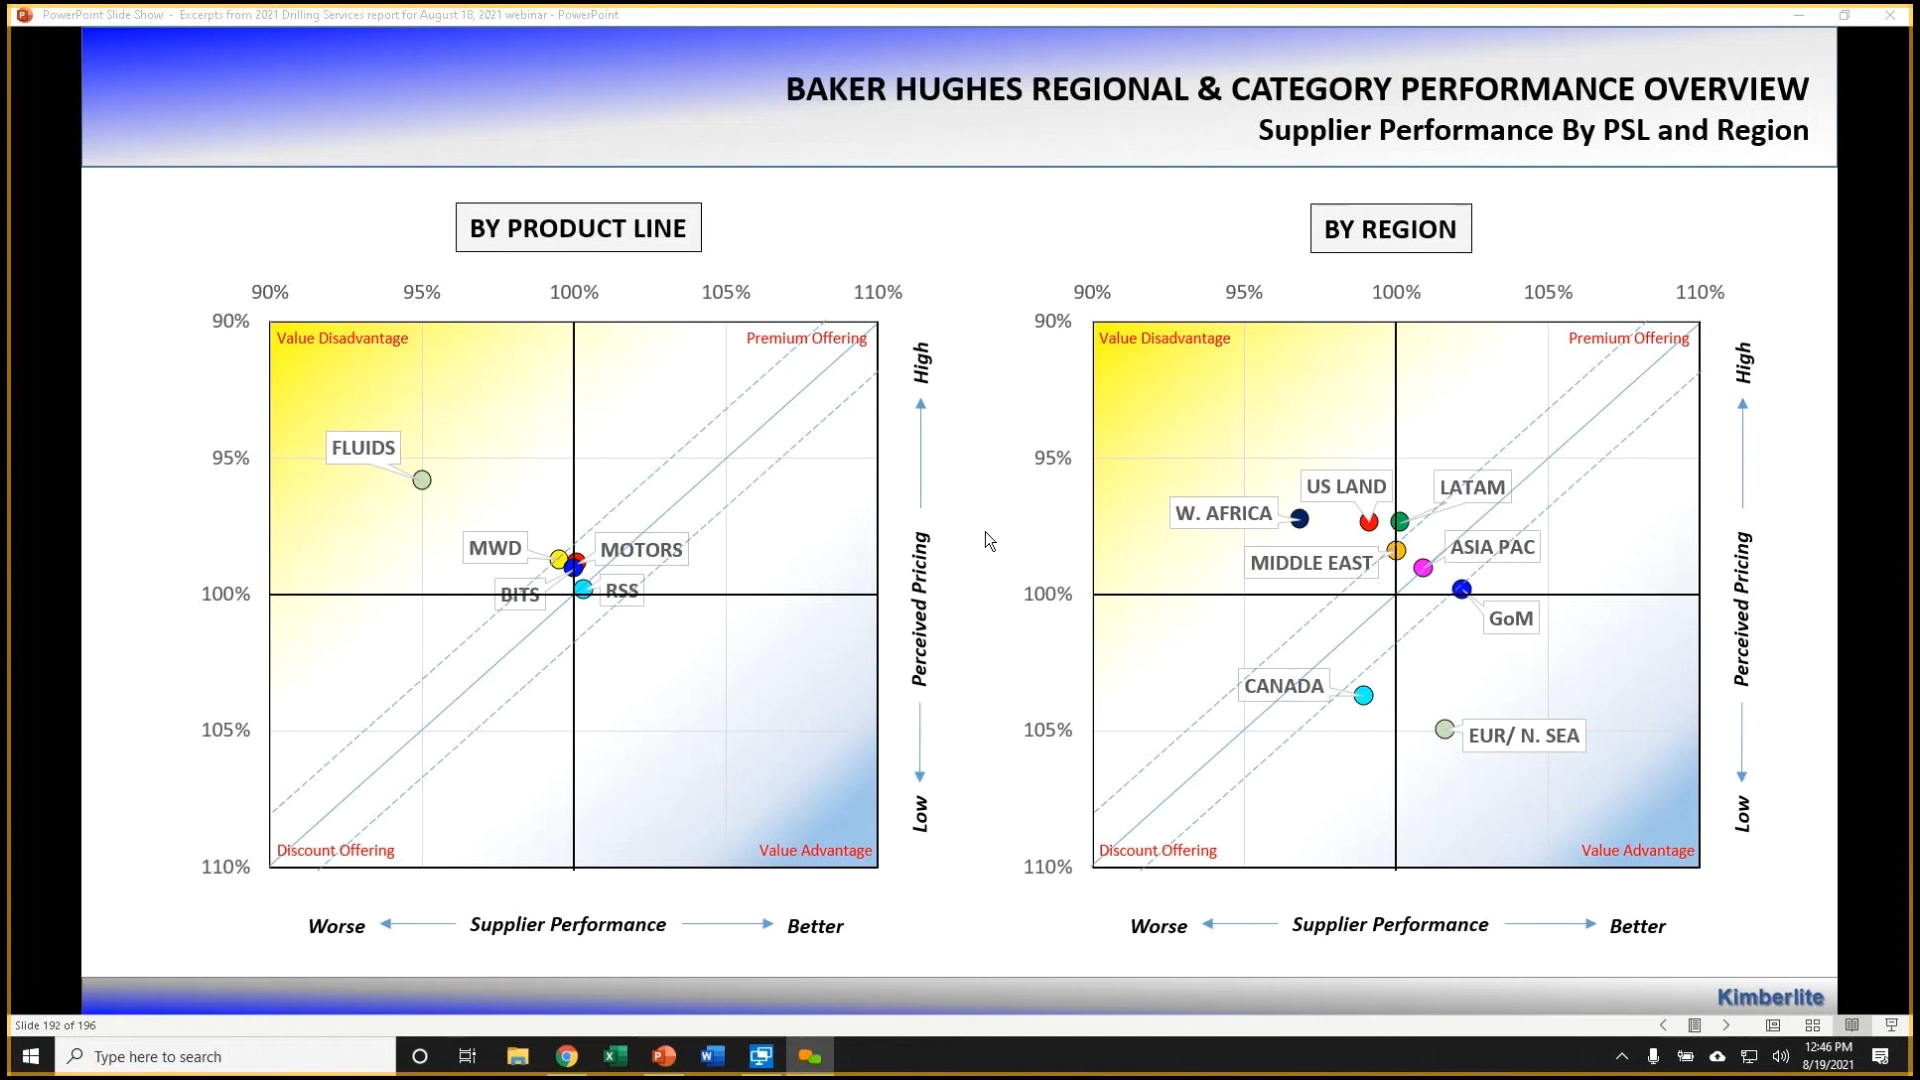 PowerPoint Slide Show - Excerpts from 2021 Drilling Services report for August 18, 2021 webinar - PowerPoint
BAKER HUGHES REGIONAL & CATEGORY PERFORMANCE OVERVIEW
Supplier Performance By PSL and Region
BY PRODUCT LINE
90% 95% 100% 105% 110%
90%
95%
100%
105%
110%
Value Disadvantage
Premium Offering
FLUIDS
MWD
MOTORS
BITS
RSS
Discount Offering
Value Advantage
High
Perceived Pricing
Low
Worse
Supplier Performance
Better
BY REGION
90% 95% 100% 105% 110%
90%
95%
100%
105%
110%
Value Disadvantage
Premium Offering
US LAND
LATAM
W. AFRICA
MIDDLE EAST
ASIA PAC
GoM
CANADA
EUR/ N. SEA
Discount Offering
Value Advantage
High
Perceived Pricing
Low
Worse
Supplier Performance
Better
Kimberlite
Slide 192 of 196
Type here to search
12:46 PM
8/19/2021